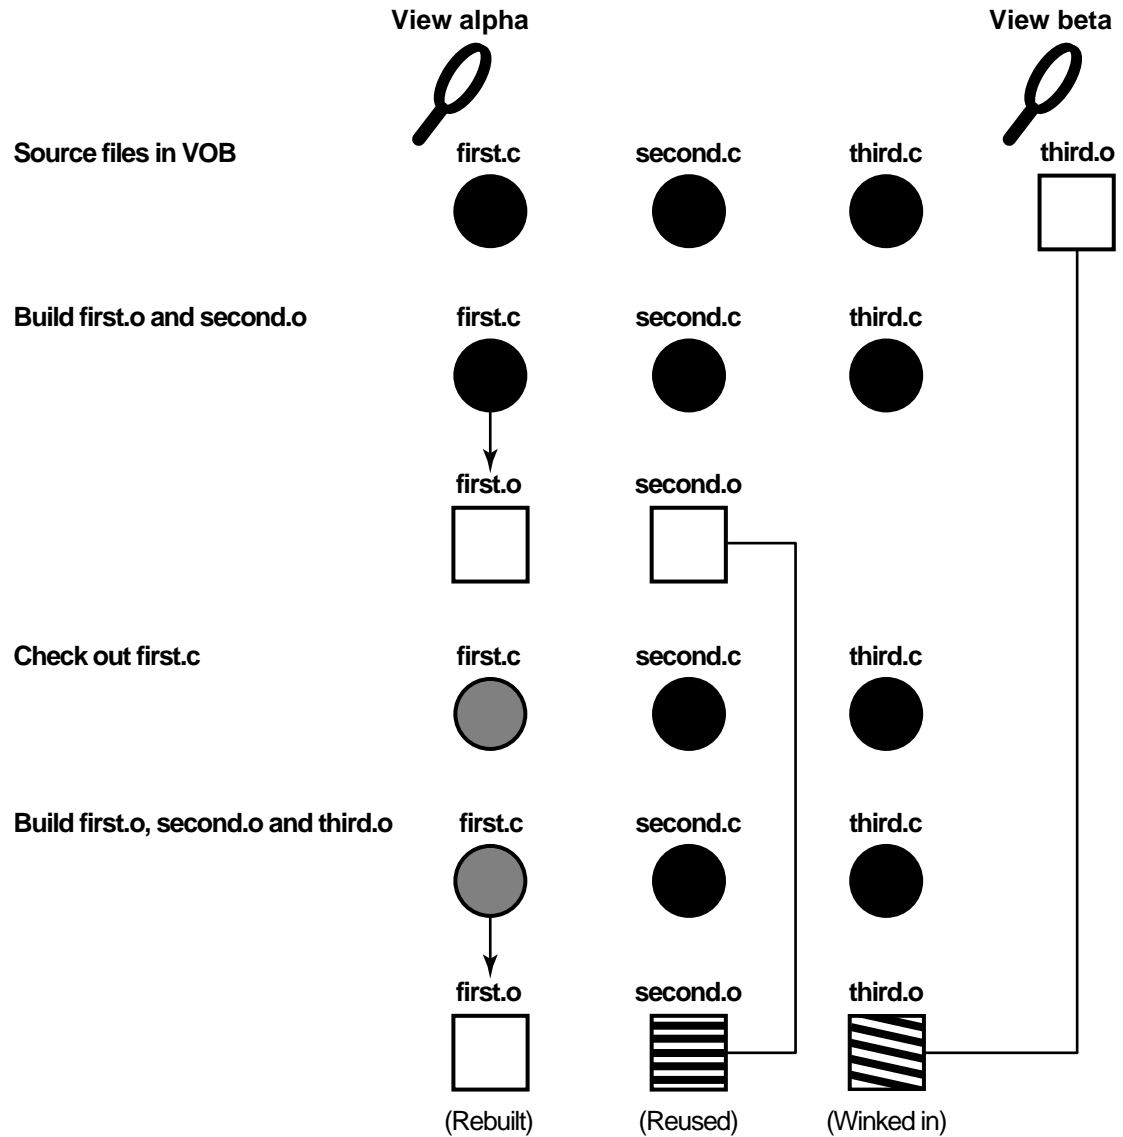 View alpha View beta
Source files in VOB first.c second.c third.c third.o
Build first.o and second.o first.c second.c third.c
first.o second.o
Check out first.c first.c second.c third.c
Build first.o, second.o and third.o first.c second.c third.c
first.o second.o third.o
(Rebuilt) (Reused) (Winked in)